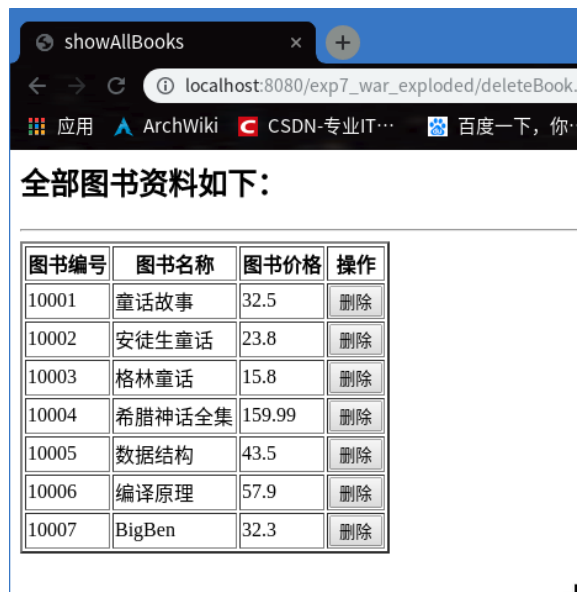 showAllBooks
localhost:8080/exp7_war_exploded/deleteBook.
应用 ArchWiki CSDN-专业IT… 百度一下，你…
全部图书资料如下：
图书编号 图书名称 图书价格 操作
10001 童话故事 32.5 删除
10002 安徒生童话 23.8 删除
10003 格林童话 15.8 删除
10004 希腊神话全集 159.99 删除
10005 数据结构 43.5 删除
10006 编译原理 57.9 删除
10007 BigBen 32.3 删除